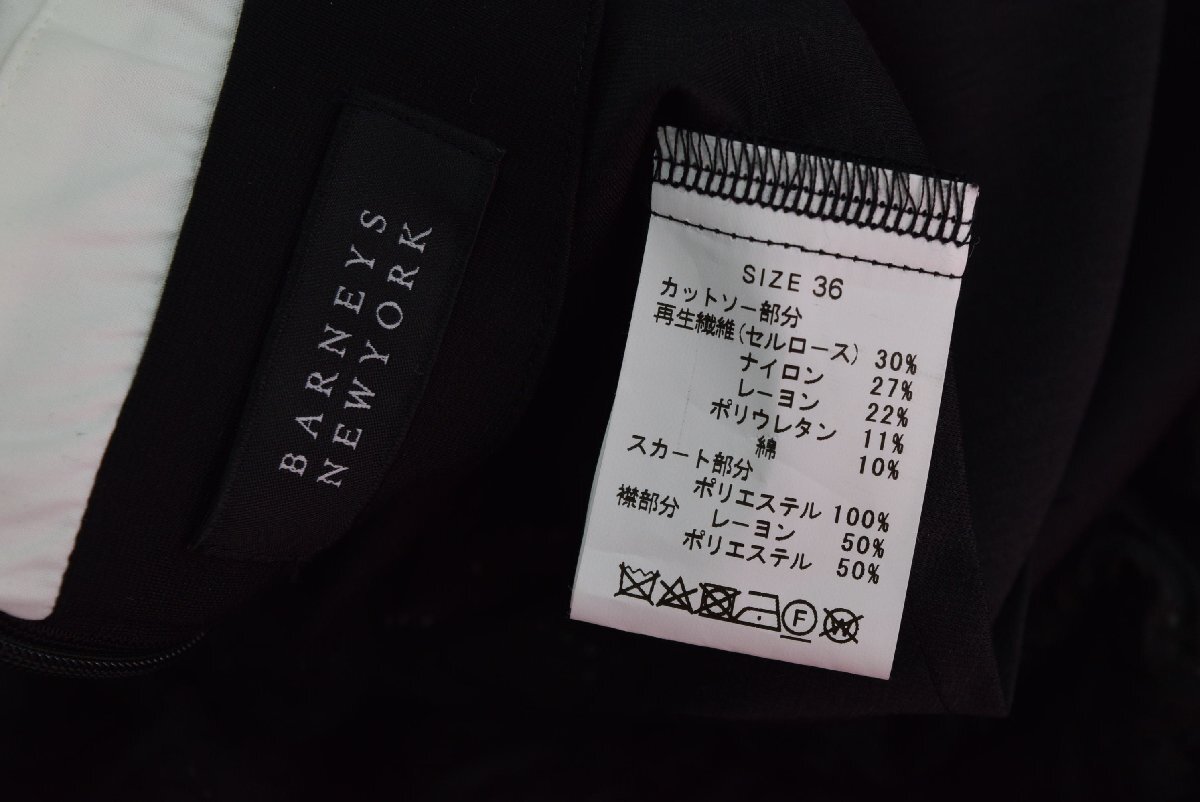 BARNEYS
NEWYORK
SIZE 36
カットソー部分
再生繊維(セルロース) 30%
ナイロン 27%
レーヨン 22%
ポリウレタン 11%
綿 10%
スカート部分
ポリエステル 100%
襟部分 レーヨン 50%
ポリエステル 50%
F
W